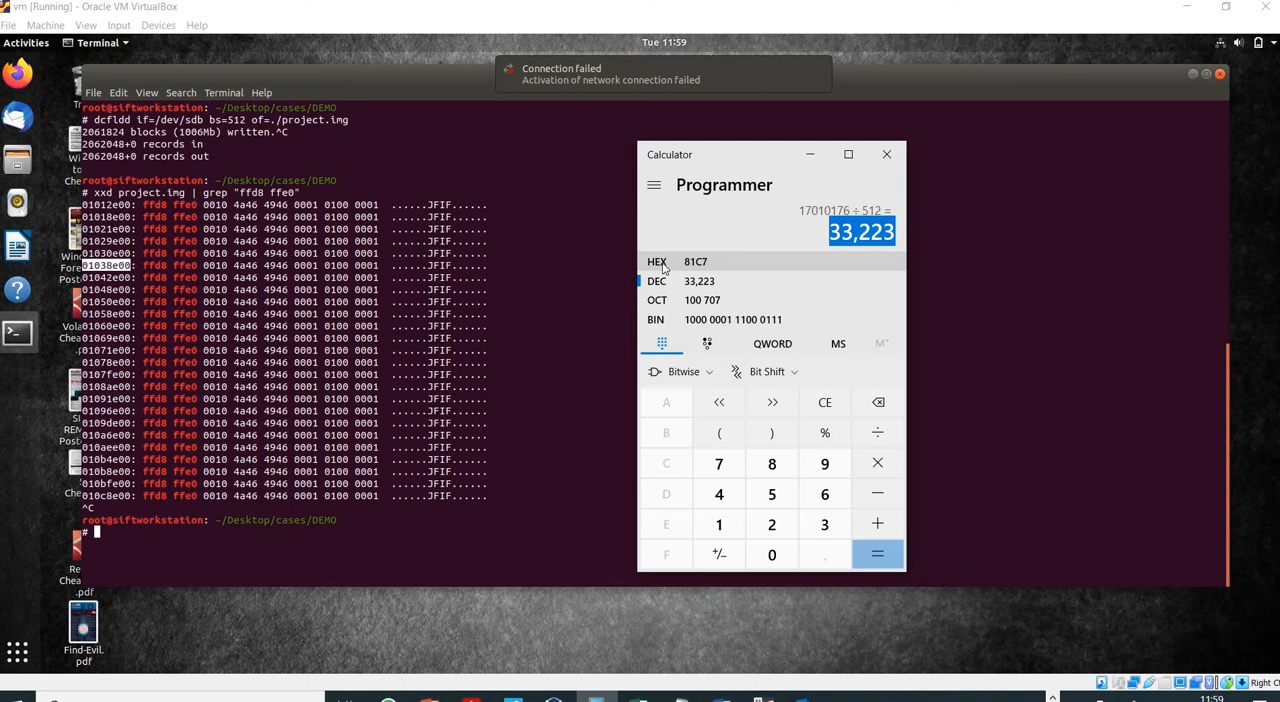 vm [Running] - Oracle VM VirtualBox
File Machine View Input Devices Help
Activities Terminal Tue 11:59
Connection failed
Activation of network connection failed
File Edit View Search Terminal Help
root@siftworkstation: ~/Desktop/cases/DEMO
# dcfldd if=/dev/sdb bs=512 of=./project.img
2061824 blocks (1006Mb) written.^C
2062048+0 records in
2062048+0 records out
root@siftworkstation: ~/Desktop/cases/DEMO
# xxd project.img | grep "ffd8 ffe0"
01012e00: ffd8 ffe0 0010 4a46 4946 0001 0100 0001 ......JFIF......
01018e00: ffd8 ffe0 0010 4a46 4946 0001 0100 0001 ......JFIF......
01021e00: ffd8 ffe0 0010 4a46 4946 0001 0100 0001 ......JFIF......
01029e00: ffd8 ffe0 0010 4a46 4946 0001 0100 0001 ......JFIF......
01030e00: ffd8 ffe0 0010 4a46 4946 0001 0100 0001 ......JFIF......
01038e00: ffd8 ffe0 0010 4a46 4946 0001 0100 0001 ......JFIF......
01042e00: ffd8 ffe0 0010 4a46 4946 0001 0100 0001 ......JFIF......
01048e00: ffd8 ffe0 0010 4a46 4946 0001 0100 0001 ......JFIF......
01050e00: ffd8 ffe0 0010 4a46 4946 0001 0100 0001 ......JFIF......
01058e00: ffd8 ffe0 0010 4a46 4946 0001 0100 0001 ......JFIF......
01060e00: ffd8 ffe0 0010 4a46 4946 0001 0100 0001 ......JFIF......
01069e00: ffd8 ffe0 0010 4a46 4946 0001 0100 0001 ......JFIF......
01071e00: ffd8 ffe0 0010 4a46 4946 0001 0100 0001 ......JFIF......
01078e00: ffd8 ffe0 0010 4a46 4946 0001 0100 0001 ......JFIF......
0107fe00: ffd8 ffe0 0010 4a46 4946 0001 0100 0001 ......JFIF......
0108ae00: ffd8 ffe0 0010 4a46 4946 0001 0100 0001 ......JFIF......
01091e00: ffd8 ffe0 0010 4a46 4946 0001 0100 0001 ......JFIF......
01096e00: ffd8 ffe0 0010 4a46 4946 0001 0100 0001 ......JFIF......
0109de00: ffd8 ffe0 0010 4a46 4946 0001 0100 0001 ......JFIF......
010a6e00: ffd8 ffe0 0010 4a46 4946 0001 0100 0001 ......JFIF......
010aee00: ffd8 ffe0 0010 4a46 4946 0001 0100 0001 ......JFIF......
010b4e00: ffd8 ffe0 0010 4a46 4946 0001 0100 0001 ......JFIF......
010b8e00: ffd8 ffe0 0010 4a46 4946 0001 0100 0001 ......JFIF......
010bfe00: ffd8 ffe0 0010 4a46 4946 0001 0100 0001 ......JFIF......
010c8e00: ffd8 ffe0 0010 4a46 4946 0001 0100 0001 ......JFIF......
^C
root@siftworkstation: ~/Desktop/cases/DEMO
#
Calculator
Programmer
17010176 ÷ 512 =
33,223
HEX 81C7
DEC 33,223
OCT 100 707
BIN 1000 0001 1100 0111
QWORD MS M˅
Bitwise Bit Shift
A << >> CE
B ( ) % ÷
C 7 8 9 ×
D 4 5 6 −
E 1 2 3 +
F +/− 0 . =
.pdf
.pdf
Find-Evil.
pdf
Right C
11:59